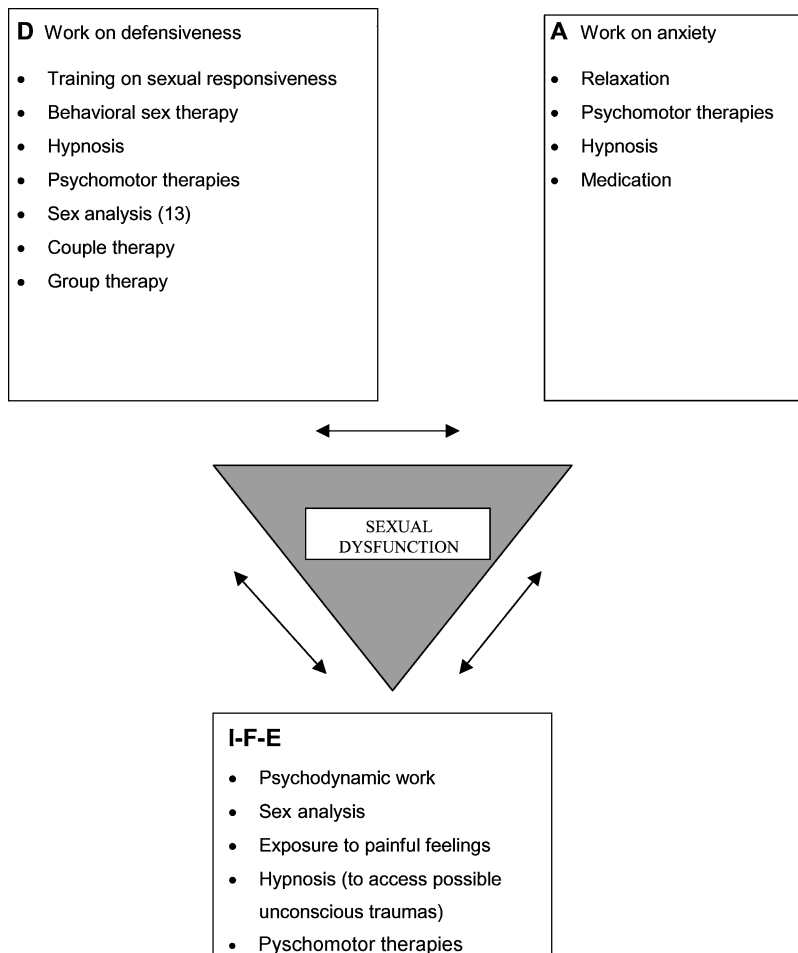 D Work on defensiveness
• Training on sexual responsiveness
• Behavioral sex therapy
• Hypnosis
• Psychomotor therapies
• Sex analysis (13)
• Couple therapy
• Group therapy
A Work on anxiety
• Relaxation
• Psychomotor therapies
• Hypnosis
• Medication
SEXUAL
DYSFUNCTION
I-F-E
• Psychodynamic work
• Sex analysis
• Exposure to painful feelings
• Hypnosis (to access possible
unconscious traumas)
• Pyschomotor therapies